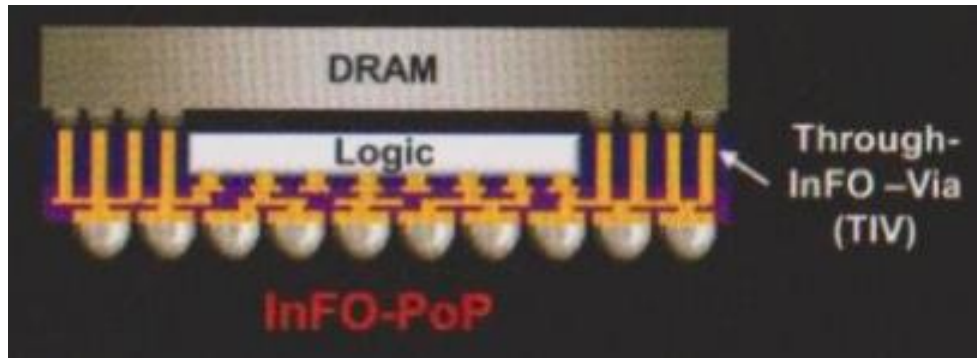 DRAM
Logic
Through-
InFO –Via
(TIV)
InFO-PoP